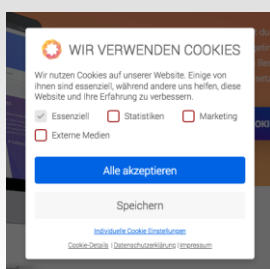 WIR VERWENDEN COOKIES
Wir nutzen Cookies auf unserer Website. Einige von
ihnen sind essenziell, während andere uns helfen, diese
Website und Ihre Erfahrung zu verbessern.
Essenziell Statistiken Marketing
Externe Medien
Alle akzeptieren
Speichern
Individuelle Cookie Einstellungen
Cookie-Details | Datenschutzerklärung | Impressum